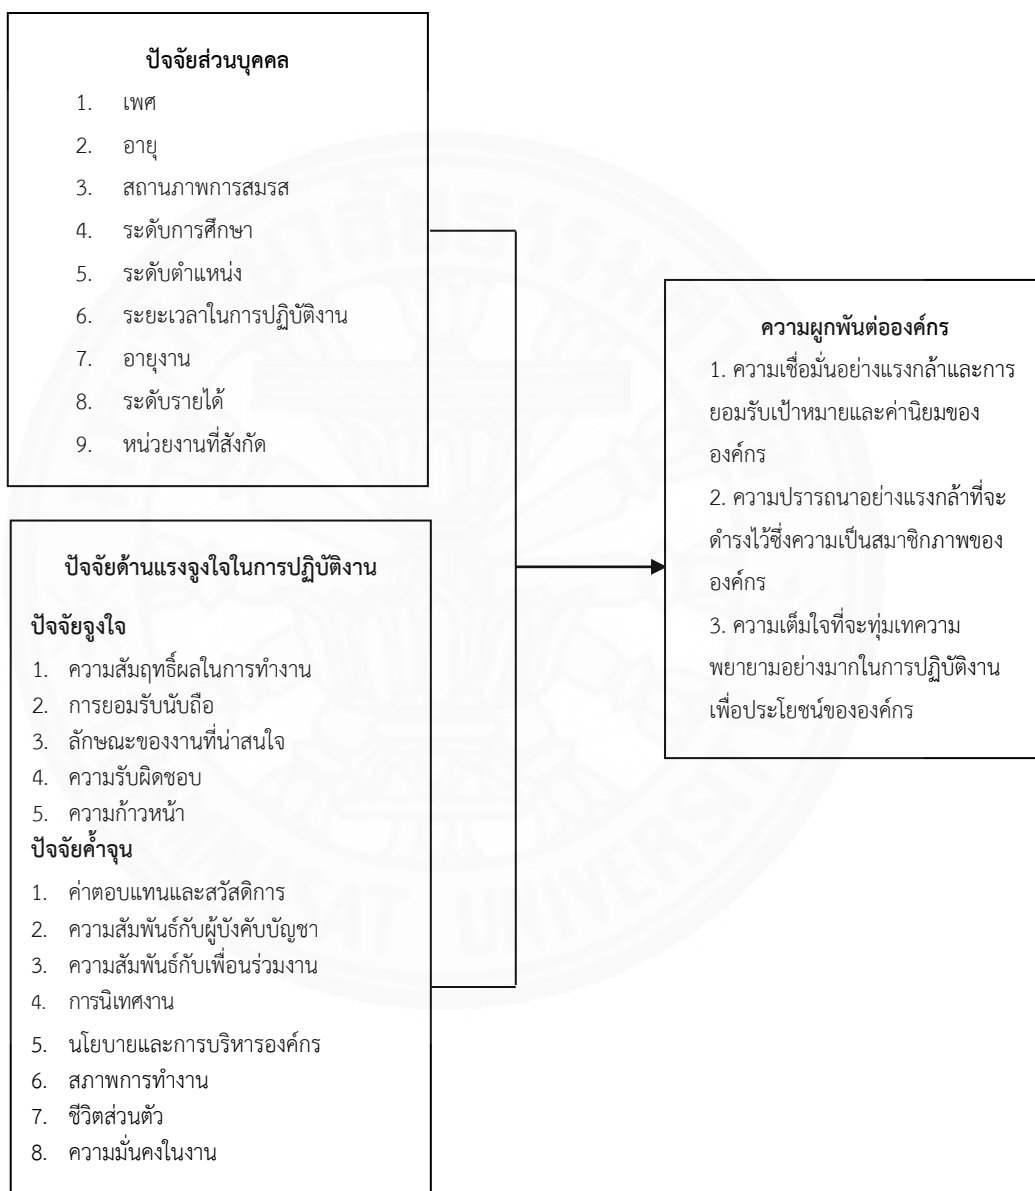 ปัจจัยส่วนบุคคล
1. เพศ
2. อายุ
3. สถานภาพการสมรส
4. ระดับการศึกษา
5. ระดับตำแหน่ง
6. ระยะเวลาในการปฏิบัติงาน
7. อายุงาน
8. ระดับรายได้
9. หน่วยงานที่สังกัด
ปัจจัยด้านแรงจูงใจในการปฏิบัติงาน
ปัจจัยจูงใจ
1. ความสัมฤทธิ์ผลในการทำงาน
2. การยอมรับนับถือ
3. ลักษณะของงานที่น่าสนใจ
4. ความรับผิดชอบ
5. ความก้าวหน้า
ปัจจัยค้ำจุน
1. ค่าตอบแทนและสวัสดิการ
2. ความสัมพันธ์กับผู้บังคับบัญชา
3. ความสัมพันธ์กับเพื่อนร่วมงาน
4. การนิเทศงาน
5. นโยบายและการบริหารองค์กร
6. สภาพการทำงาน
7. ชีวิตส่วนตัว
8. ความมั่นคงในงาน
ความผูกพันต่อองค์กร
1. ความเชื่อมั่นอย่างแรงกล้าและการ
ยอมรับเป้าหมายและค่านิยมของ
องค์กร
2. ความปรารถนาอย่างแรงกล้าที่จะ
ดำรงไว้ซึ่งความเป็นสมาชิกภาพของ
องค์กร
3. ความเต็มใจที่จะทุ่มเทความ
พยายามอย่างมากในการปฏิบัติงาน
เพื่อประโยชน์ขององค์กร